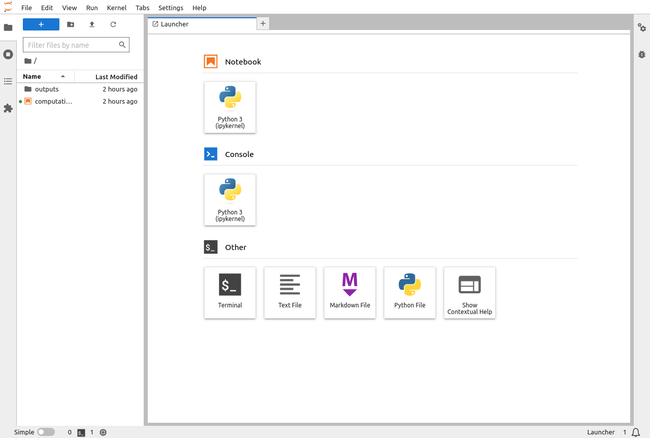 File Edit View Run Kernel Tabs Settings Help
+
Filter files by name
/
Name Last Modified
outputs 2 hours ago
computati... 2 hours ago
Launcher
+
Notebook
Python 3
(ipykernel)
Console
Python 3
(ipykernel)
Other
$_
Terminal
Text File
M
Markdown File
Python File
Show
Contextual Help
Simple 0 1 Launcher 1